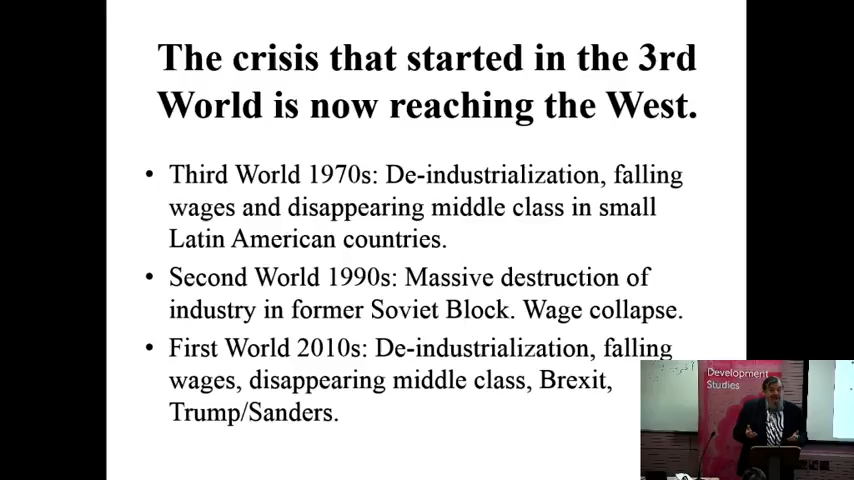 The crisis that started in the 3rd
World is now reaching the West.
• Third World 1970s: De-industrialization, falling
wages and disappearing middle class in small
Latin American countries.
• Second World 1990s: Massive destruction of
industry in former Soviet Block. Wage collapse.
• First World 2010s: De-industrialization, falling
wages, disappearing middle class, Brexit,
Trump/Sanders.
Development
Studies